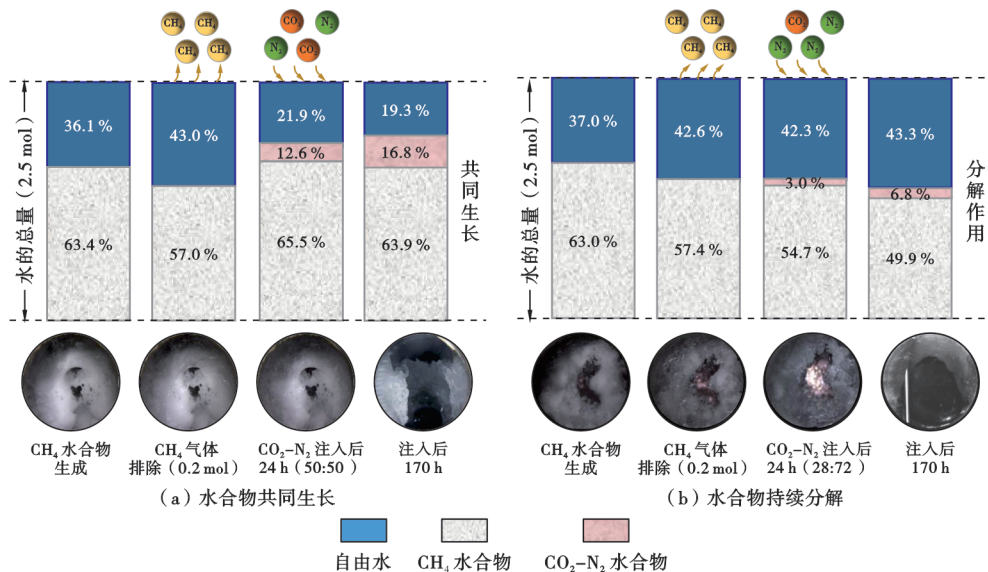 CH₄ CH₄ CH₄ CH₄
CO₂ N₂ N₂ CO₂
水的总量（2.5 mol）
36.1 %
63.4 %
43.0 %
57.0 %
21.9 %
12.6 %
65.5 %
19.3 %
16.8 %
63.9 %
共同生长
CH₄ 水合物
生成
CH₄ 气体
排除（0.2 mol）
CO₂–N₂ 注入后
24 h（50:50）
注入后
170 h
（a）水合物共同生长
CH₄ CH₄ CH₄ CH₄
CO₂ N₂ N₂ N₂
水的总量（2.5 mol）
37.0 %
63.0 %
42.6 %
57.4 %
42.3 %
3.0 %
54.7 %
43.3 %
6.8 %
49.9 %
分解作用
CH₄ 水合物
生成
CH₄ 气体
排除（0.2 mol）
CO₂–N₂ 注入后
24 h（28:72）
注入后
170 h
（b）水合物持续分解
自由水
CH₄ 水合物
CO₂–N₂ 水合物